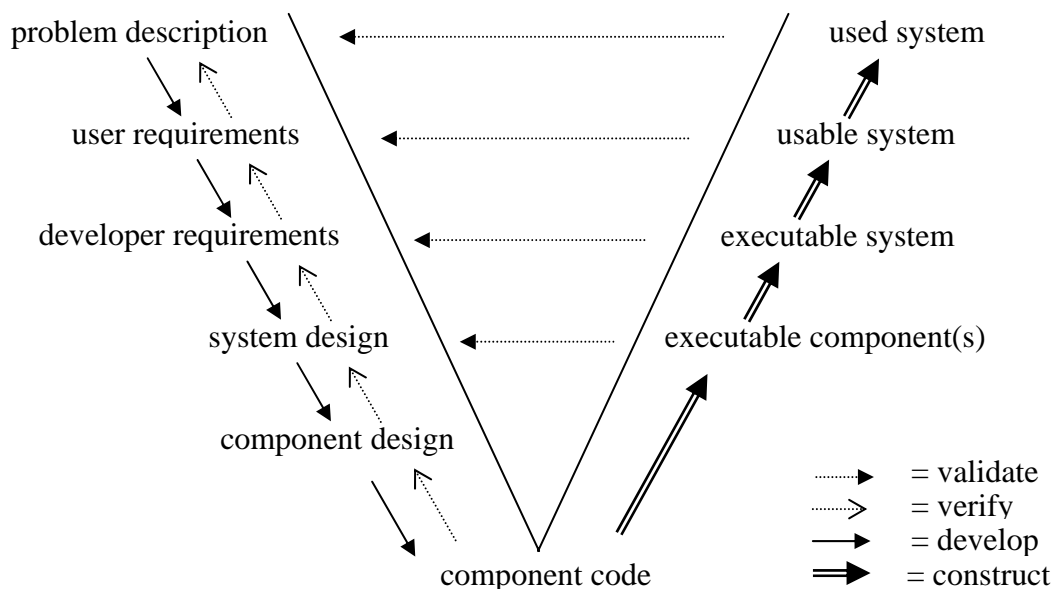 problem description
used system
user requirements
usable system
developer requirements
executable system
system design
executable component(s)
component design
component code
= validate
= verify
= develop
= construct